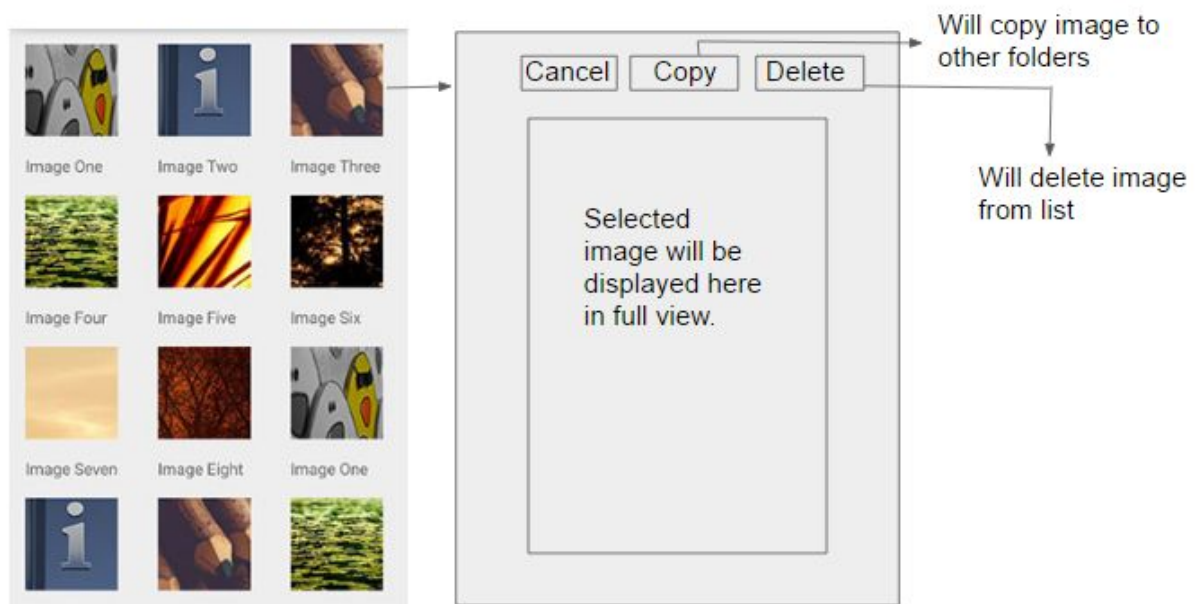 Image One
Image Two
Image Three
Image Four
Image Five
Image Six
Image Seven
Image Eight
Image One
Cancel
Copy
Delete
Selected
image will be
displayed here
in full view.
Will copy image to
other folders
Will delete image
from list